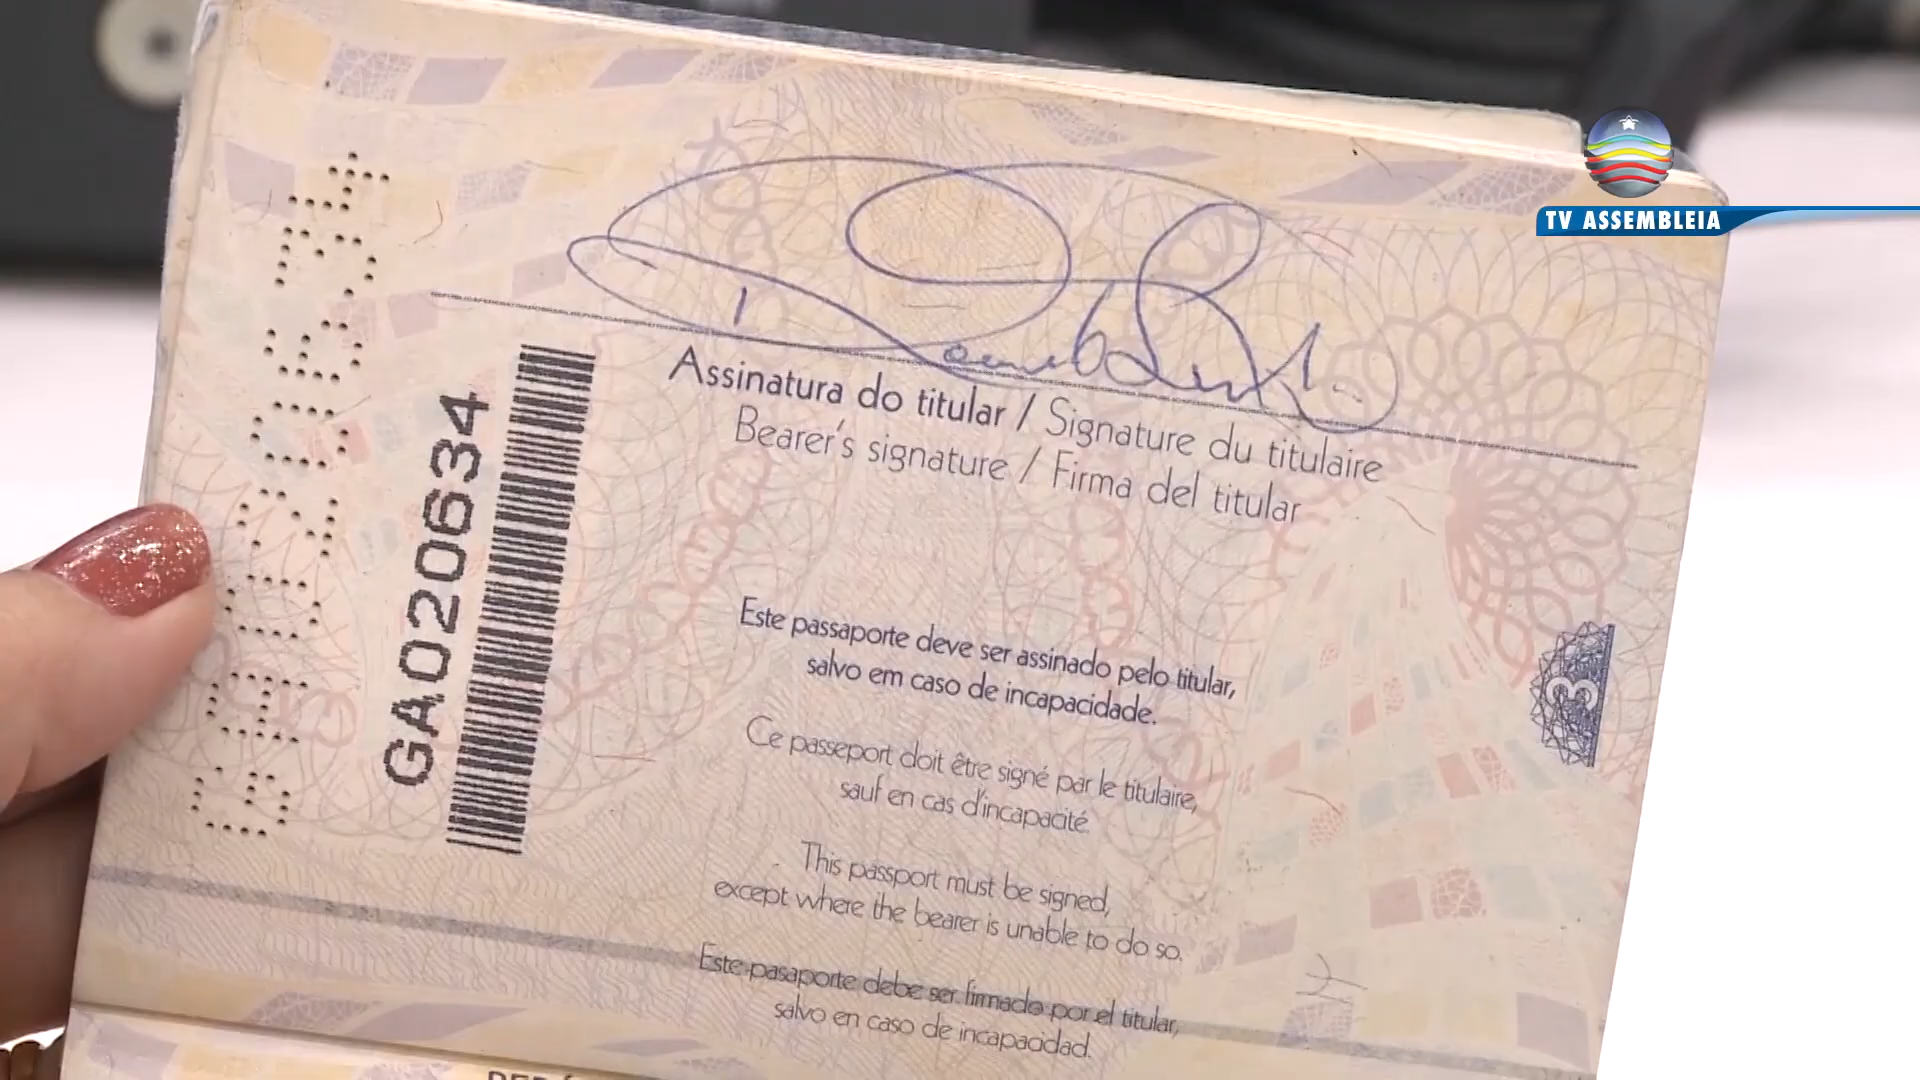 TV ASSEMBLEIA
Assinatura do titular / Signature du titulaire
Bearer's signature / Firma del titular
GA020634
GA020634
Este passaporte deve ser assinado pelo titular,
salvo em caso de incapacidade.
3
Ce passeport doit être signé par le titulaire,
sauf en cas d'incapacité.
This passport must be signed,
except where the bearer is unable to do so.
Este pasaporte debe ser firmado por el titular,
salvo en caso de incapacidad.